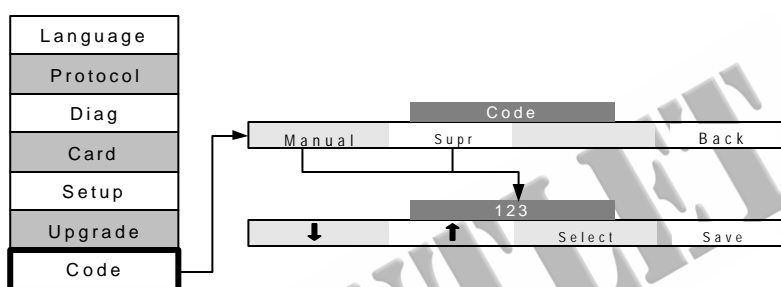 Language
Protocol
Diag
Card
Setup
Upgrade
Code
Code
Manual Supr Back
123
Select Save